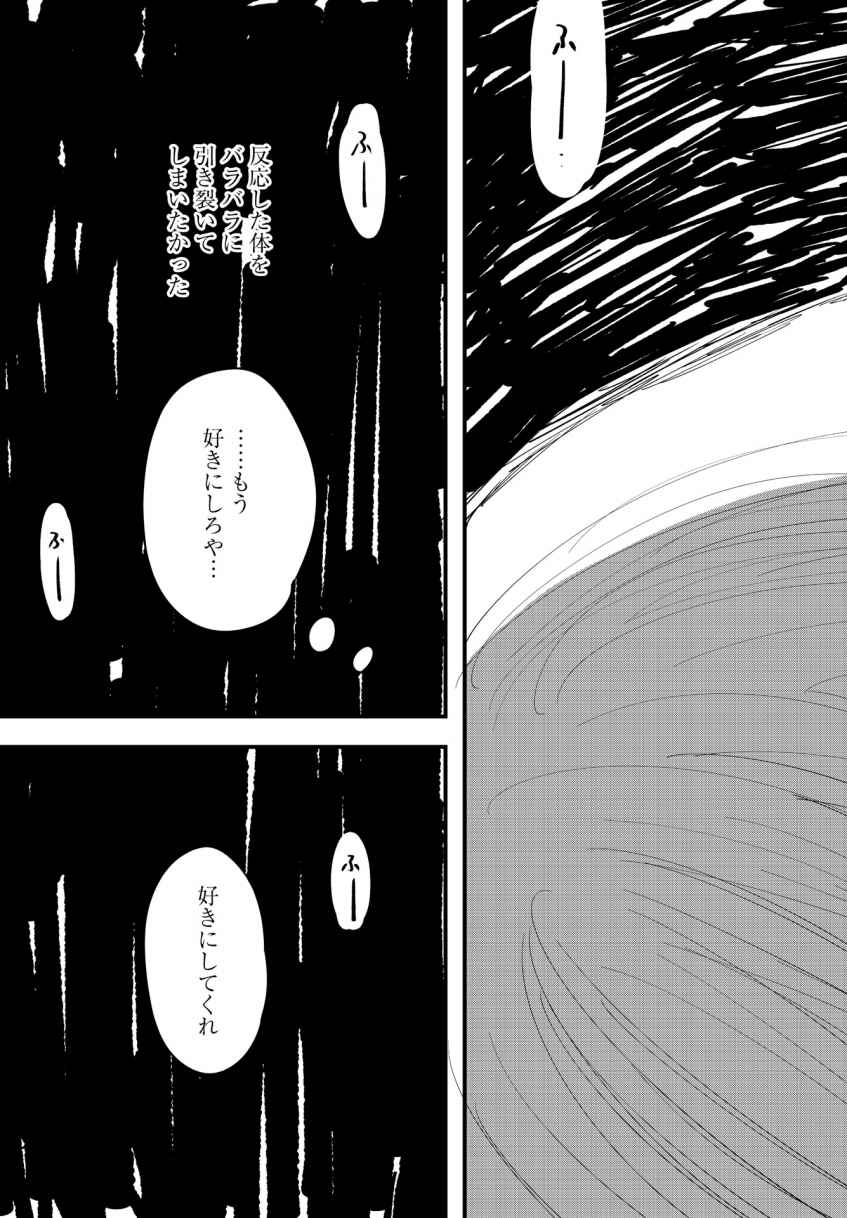 ふー…
ふー
反応した体を
バラバラに
引き裂いて
しまいたかった
……もう
好きにしろや…
ふー
ふー
好きにしてくれ